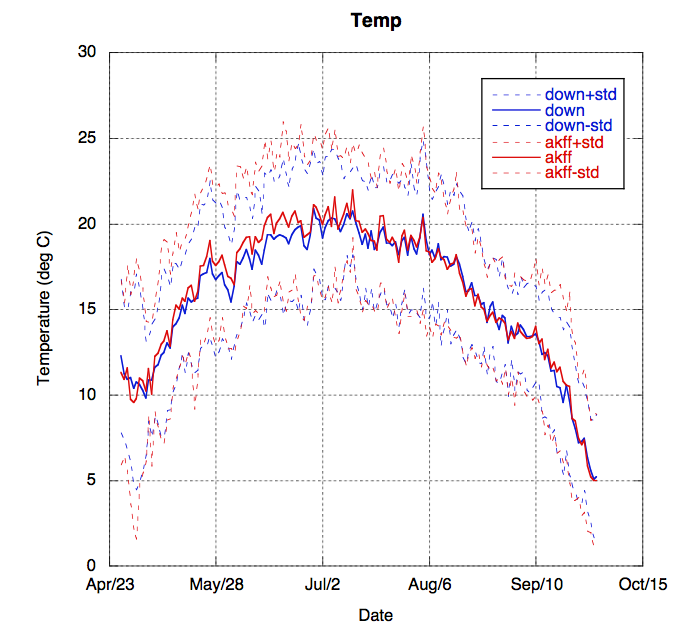 Temp
30
25
20
15
10
5
0
Temperature (deg C)
down+std
down
down-std
akff+std
akff
akff-std
Apr/23 May/28 Jul/2 Aug/6 Sep/10 Oct/15
Date